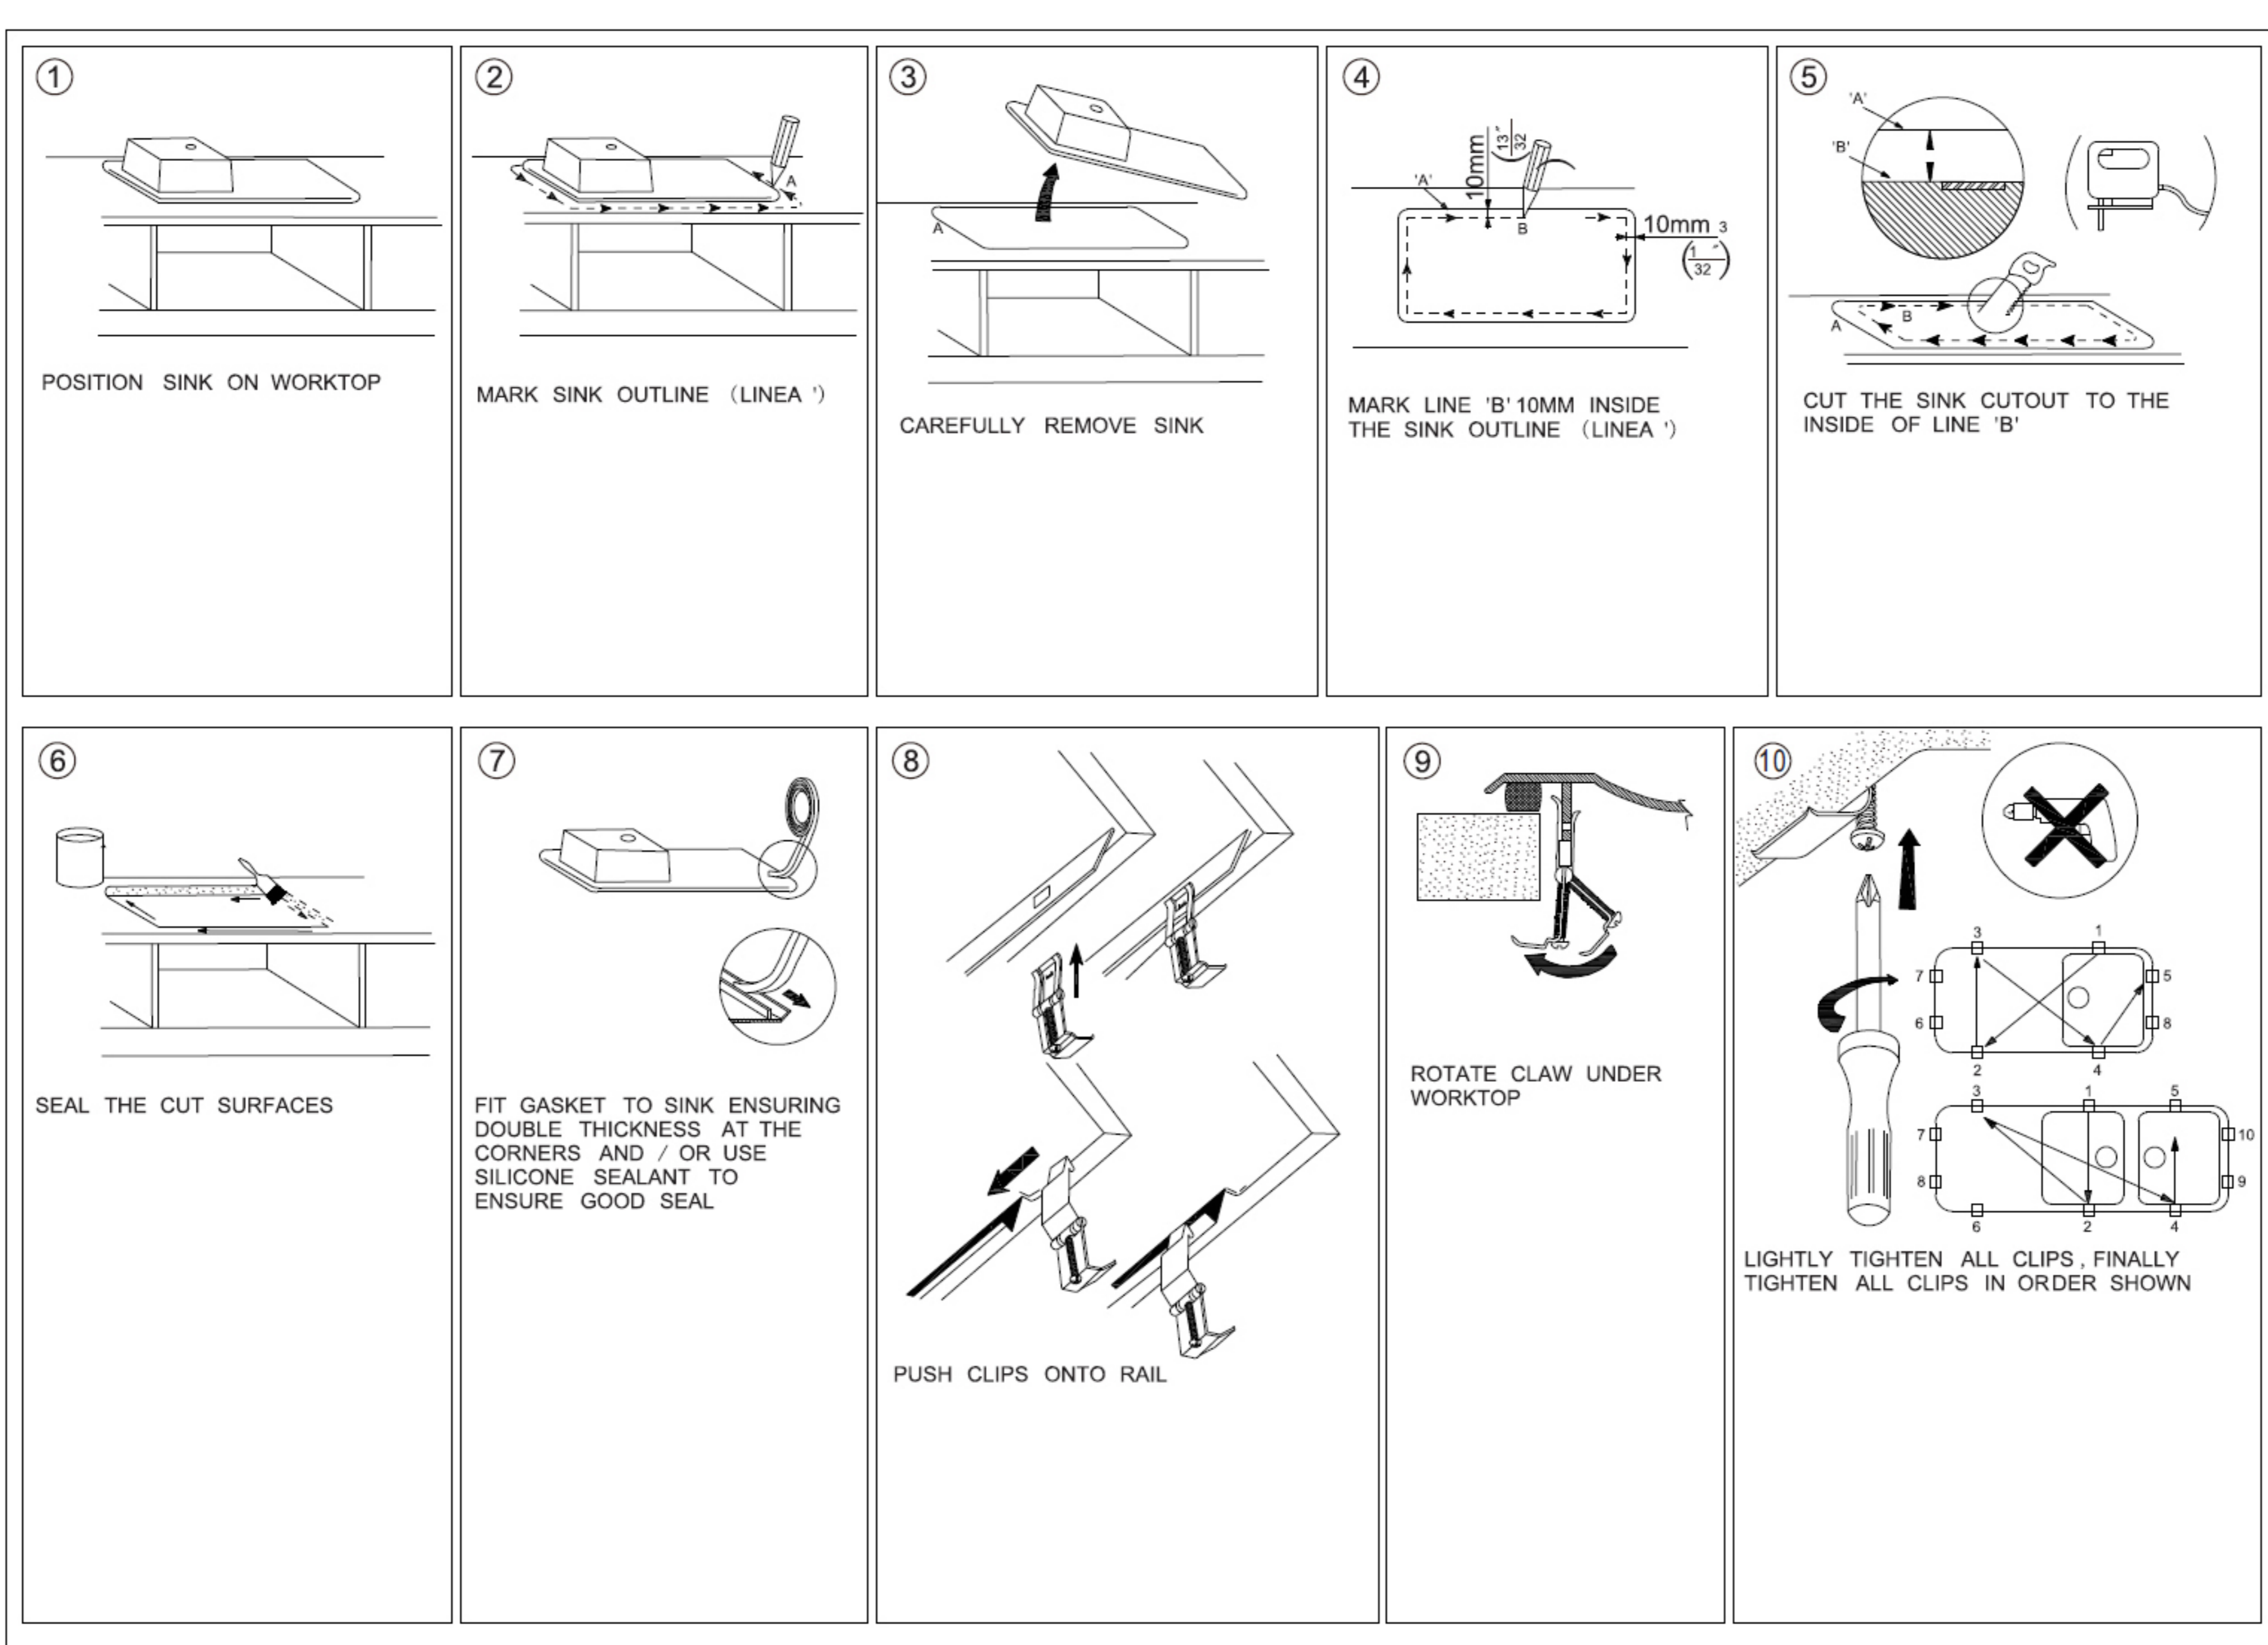 ①
POSITION SINK ON WORKTOP
②
A
MARK SINK OUTLINE (LINEA ')
③
A
CAREFULLY REMOVE SINK
④
13"
32
10mm
'A'
B
10mm 3
(1"
32)
MARK LINE 'B' 10MM INSIDE
THE SINK OUTLINE (LINEA ')
⑤
'A'
'B'
A
B
CUT THE SINK CUTOUT TO THE
INSIDE OF LINE 'B'
⑥
SEAL THE CUT SURFACES
⑦
FIT GASKET TO SINK ENSURING
DOUBLE THICKNESS AT THE
CORNERS AND / OR USE
SILICONE SEALANT TO
ENSURE GOOD SEAL
⑧
PUSH CLIPS ONTO RAIL
⑨
ROTATE CLAW UNDER
WORKTOP
⑩
3 1
7 5
6 8
2 4
3 1 5
7 10
8 9
6 2 4
LIGHTLY TIGHTEN ALL CLIPS , FINALLY
TIGHTEN ALL CLIPS IN ORDER SHOWN